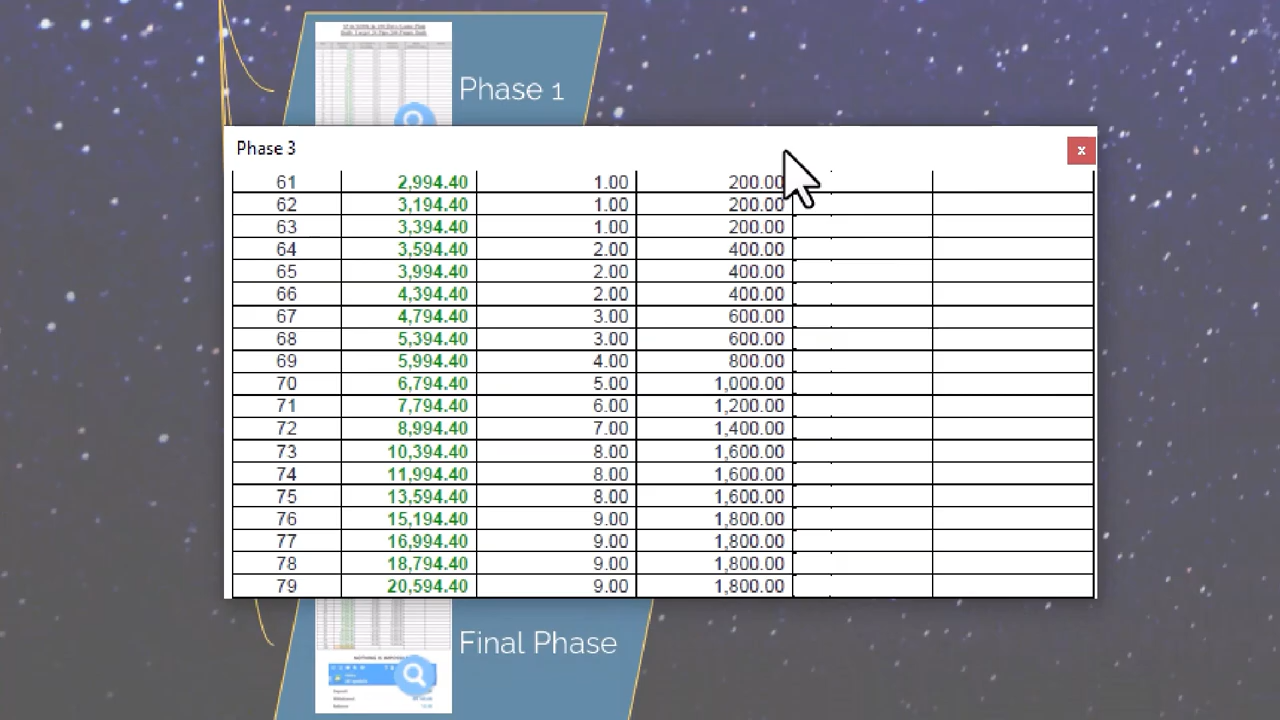 Phase 1
Phase 3
x
61 2,994.40 1.00 200.00
62 3,194.40 1.00 200.00
63 3,394.40 1.00 200.00
64 3,594.40 2.00 400.00
65 3,994.40 2.00 400.00
66 4,394.40 2.00 400.00
67 4,794.40 3.00 600.00
68 5,394.40 3.00 600.00
69 5,994.40 4.00 800.00
70 6,794.40 5.00 1,000.00
71 7,794.40 6.00 1,200.00
72 8,994.40 7.00 1,400.00
73 10,394.40 8.00 1,600.00
74 11,994.40 8.00 1,600.00
75 13,594.40 8.00 1,600.00
76 15,194.40 9.00 1,800.00
77 16,994.40 9.00 1,800.00
78 18,794.40 9.00 1,800.00
79 20,594.40 9.00 1,800.00
Final Phase